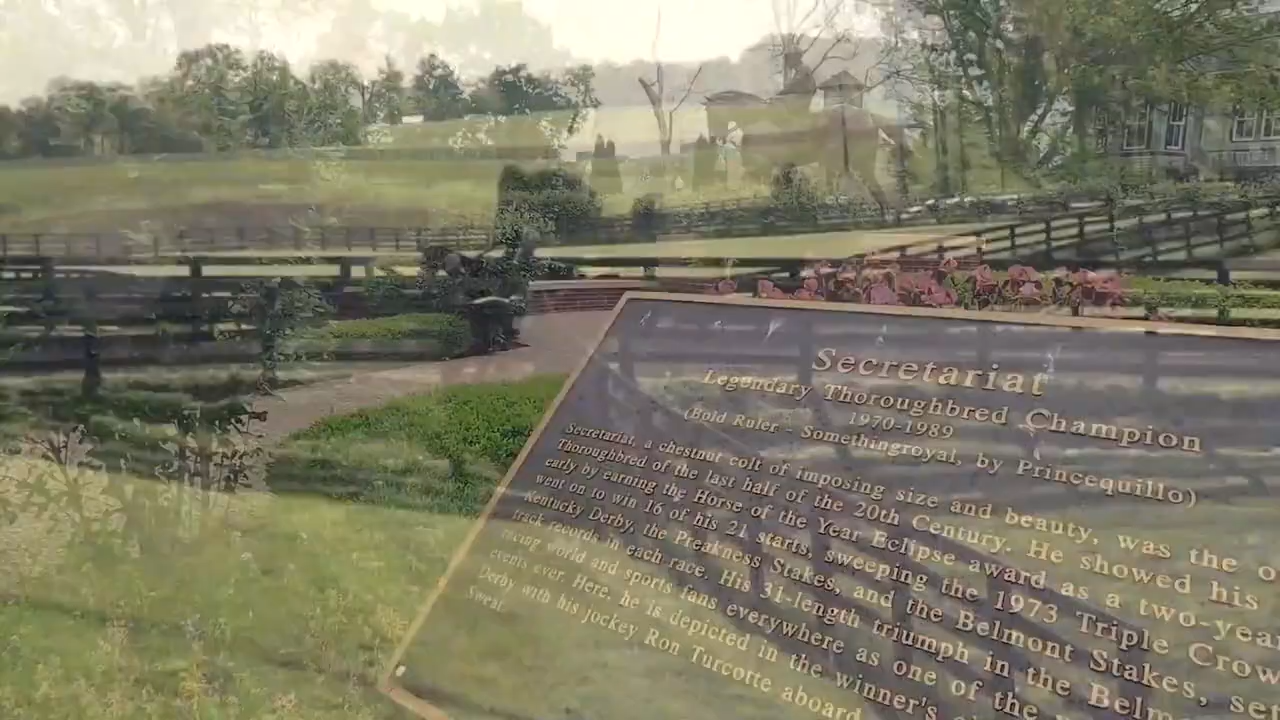 Secretariat
Legendary Thoroughbred Champion
1970-1989
(Bold Ruler - Somethingroyal, by Princequillo)
Secretariat, a chestnut colt of imposing size and beauty, was the
Thoroughbred of the last half of the 20th Century. He showed his
early by earning the Horse of the Year Eclipse award as a two-year
went on to win 16 of his 21 starts, sweeping the 1973 Triple Crow
Kentucky Derby, the Preakness Stakes, and the Belmont Stakes, set
track records in each race. His 31-length triumph in the Belm
racing world and sports fans everywhere as one of the
events ever. Here, he is depicted in the winner's
Derby with his jockey Ron Turcotte aboard
Sweat.